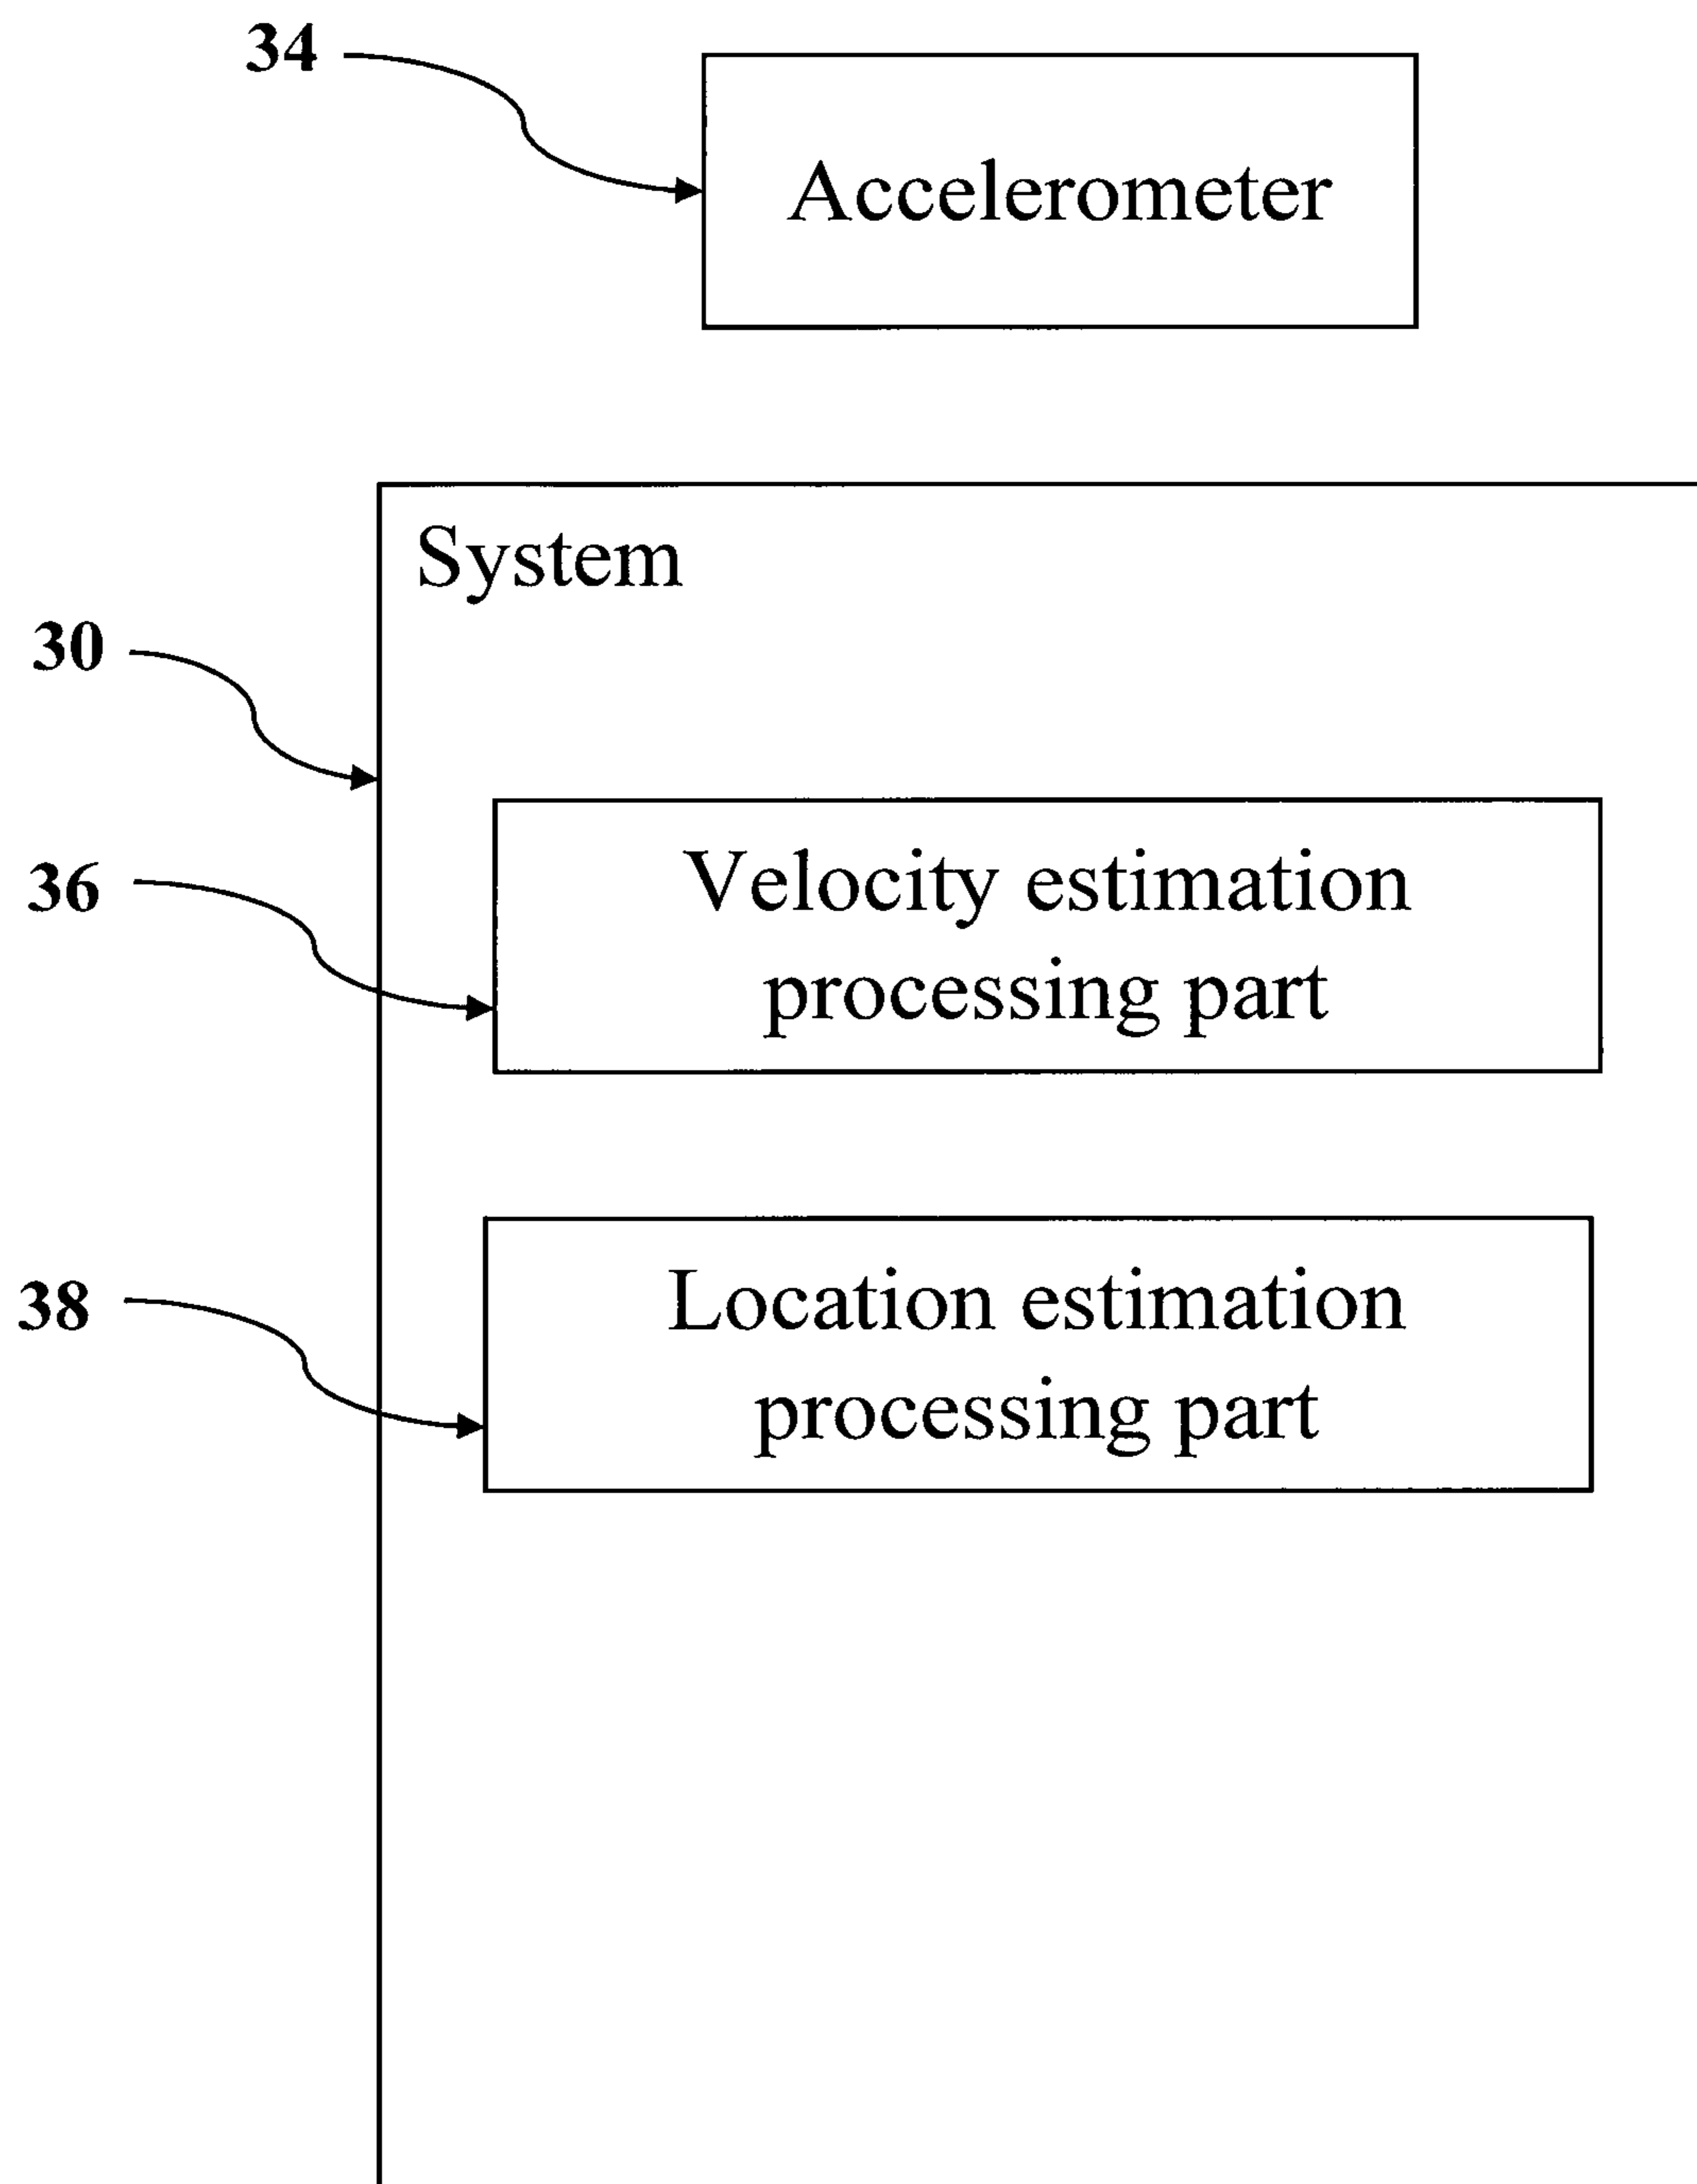 34
Accelerometer
System
30
Velocity estimation
processing part
36
Location estimation
processing part
38